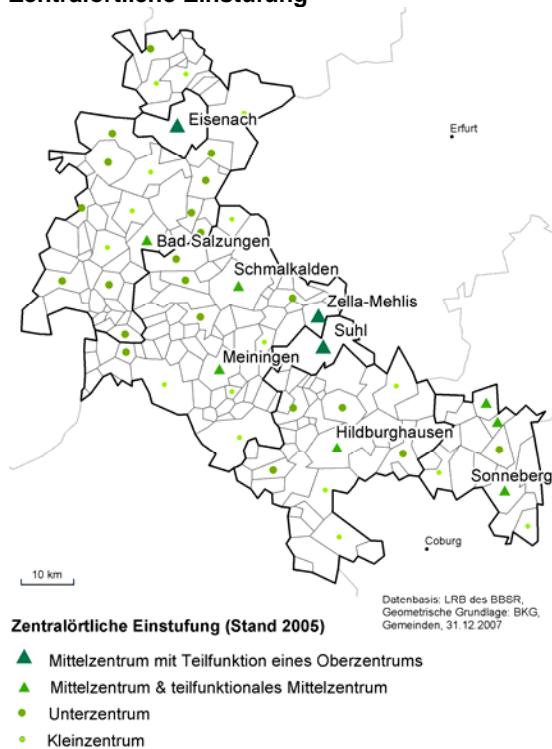 Zentralörtliche Einstufung
Eisenach
Erfurt
Bad Salzungen
Schmalkalden
Zella-Mehlis
Suhl
Meiningen
Hildburghausen
Sonneberg
Coburg
10 km
Datenbasis: LRB des BBSR,
Geometrische Grundlage: BKG,
Gemeinden, 31.12.2007
Zentralörtliche Einstufung (Stand 2005)
Mittelzentrum mit Teilfunktion eines Oberzentrums
Mittelzentrum & teilfunktionales Mittelzentrum
Unterzentrum
Kleinzentrum